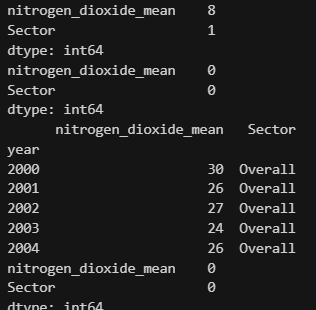 nitrogen_dioxide_mean    8
Sector                   1
dtype: int64
nitrogen_dioxide_mean    0
Sector                   0
dtype: int64
      nitrogen_dioxide_mean   Sector
year
2000                     30  Overall
2001                     26  Overall
2002                     27  Overall
2003                     24  Overall
2004                     26  Overall
nitrogen_dioxide_mean    0
Sector                   0
dtype: int64